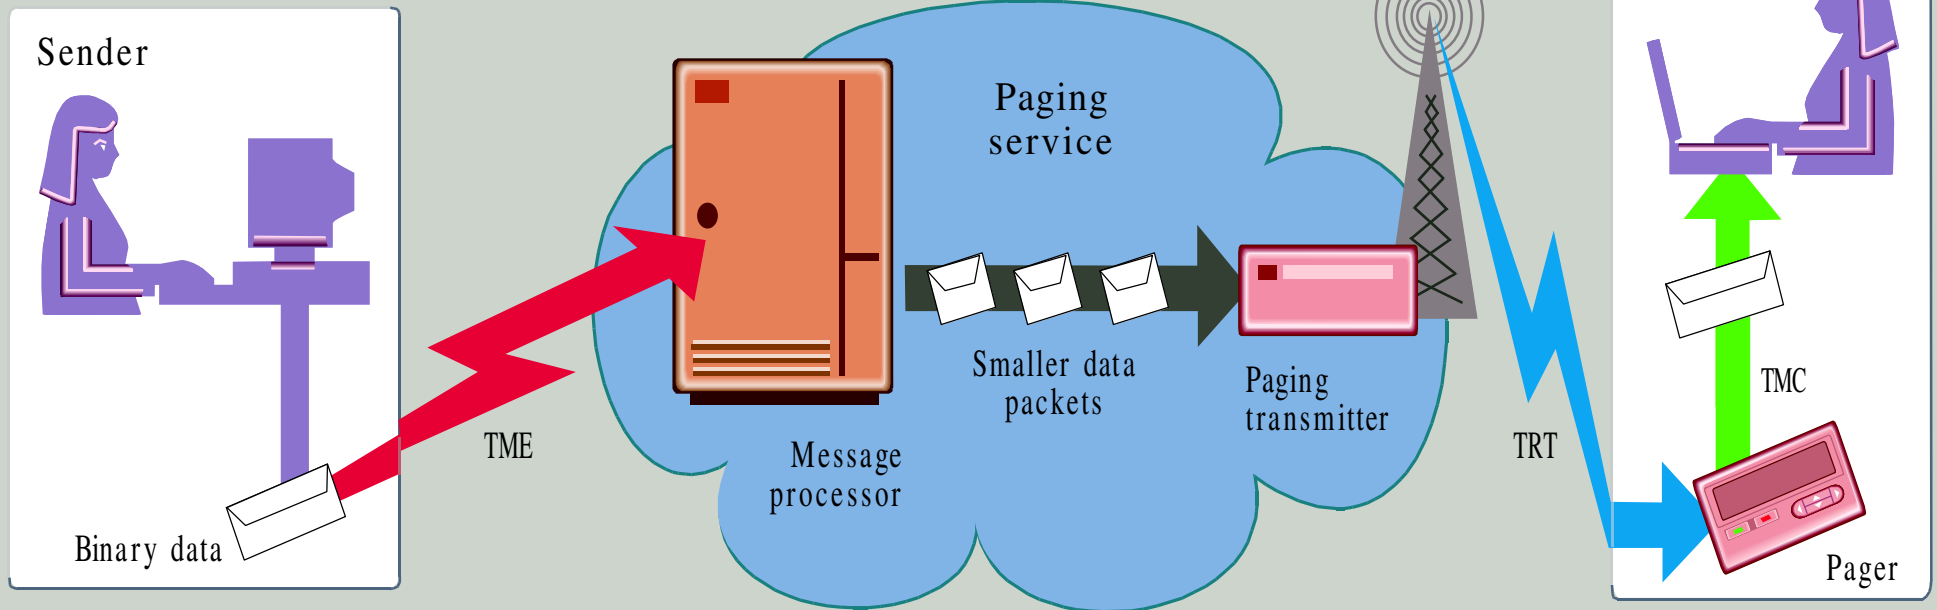 Sender
Binary data
TME
Paging
service
Message
processor
Smaller data
packets
Paging
transmitter
TRT
TMC
Pager